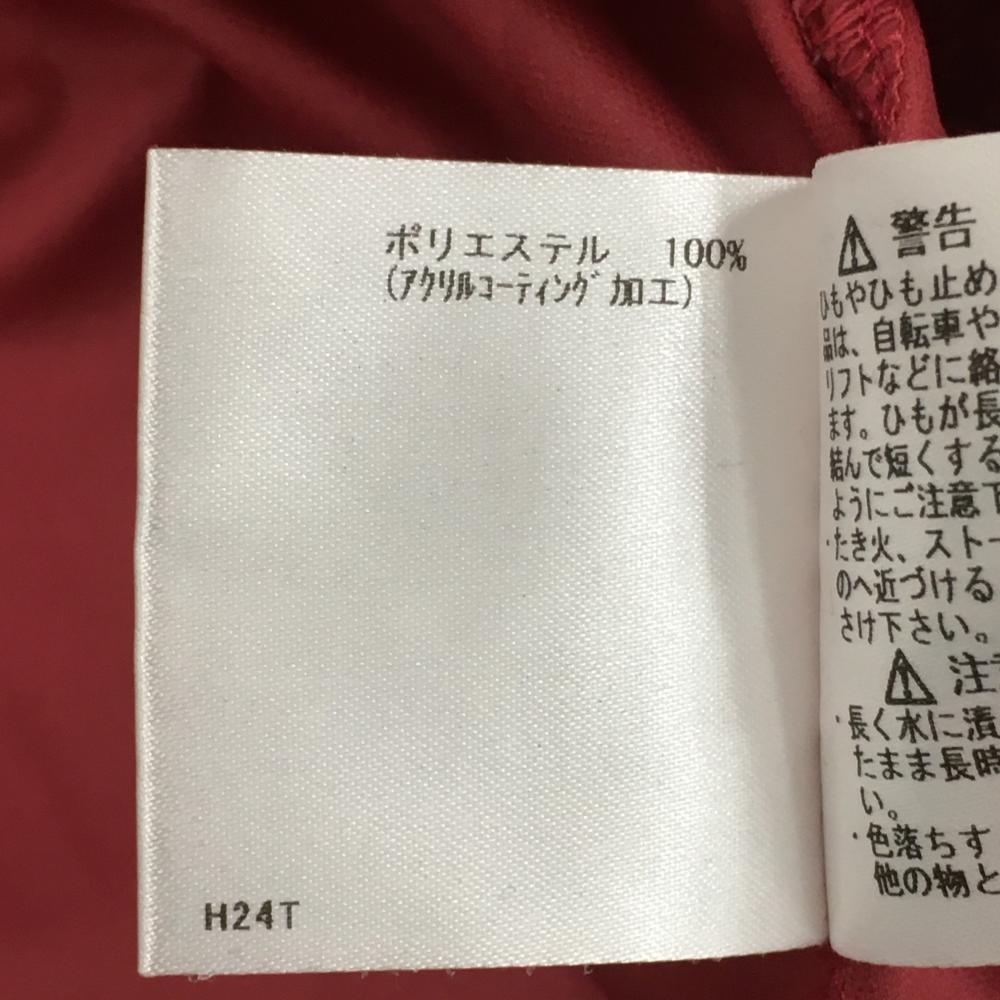 ポリエステル 100%
(アクリルコーティング加工)
H24T
⚠ 警告
ひもやひも止め
品は、自転車や
リフトなどに絡
ます。ひもが長
結んで短くする
ようにご注意下
・たき火、ストー
のへ近づける
さけ下さい。
⚠ 注意
・長く水に漬
たまま長時
い。
・色落ちす
他の物と